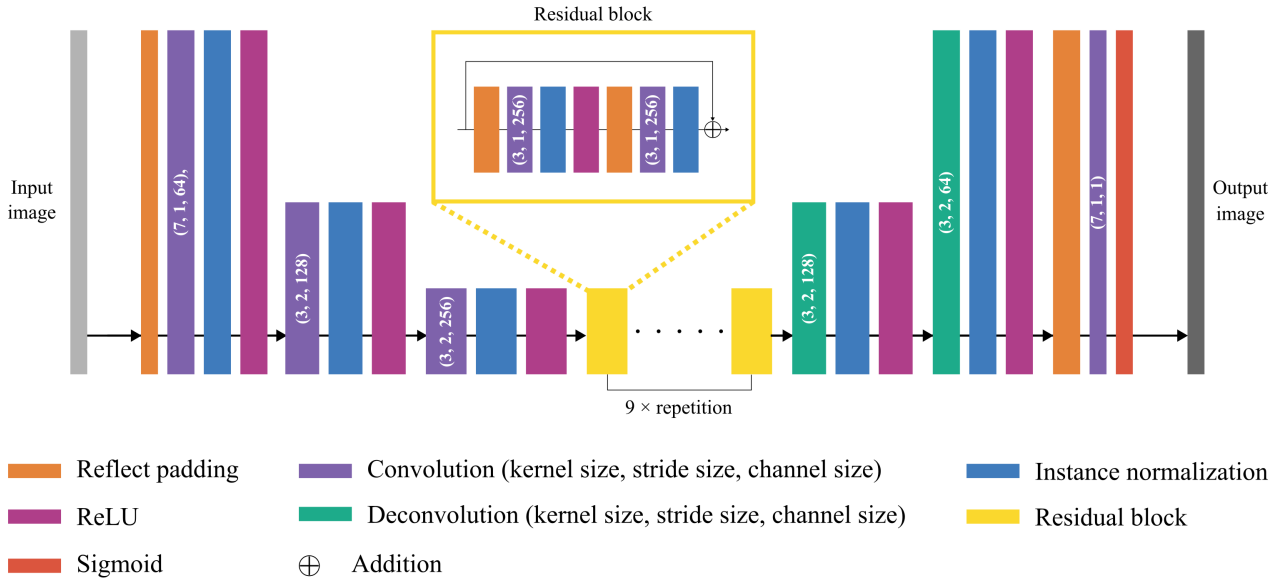 Residual block
Input
image
(7, 1, 64),
(3, 2, 128)
(3, 2, 256)
(3, 1, 256)
(3, 1, 256)
(3, 2, 128)
(3, 2, 64)
(7, 1, 1)
Output
image
9 × repetition
Reflect padding
Convolution (kernel size, stride size, channel size)
Instance normalization
ReLU
Deconvolution (kernel size, stride size, channel size)
Residual block
Sigmoid
Addition